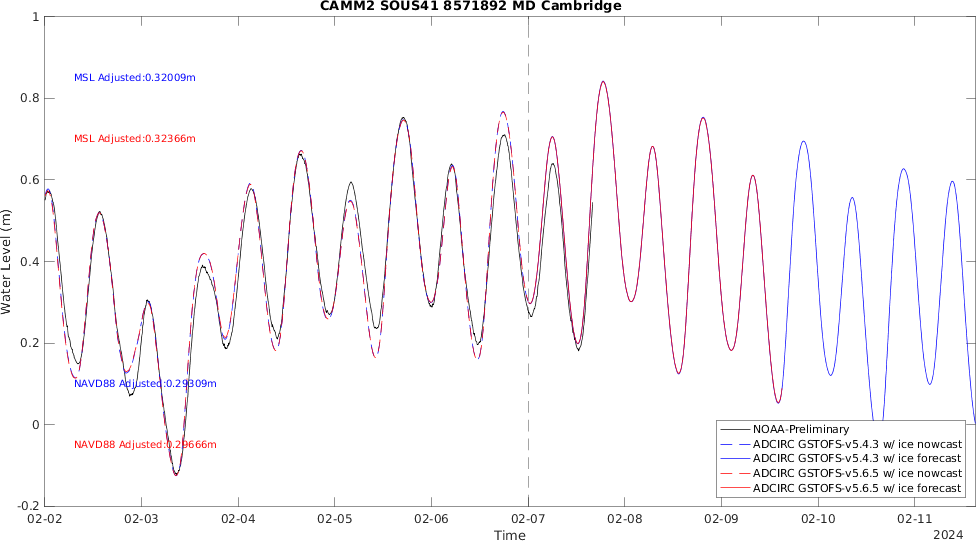 CAMM2 SOUS41 8571892 MD Cambridge
1
0.8
0.6
0.4
0.2
0
-0.2
Water Level (m)
MSL Adjusted:0.32009m
MSL Adjusted:0.32366m
NAVD88 Adjusted:0.29309m
NAVD88 Adjusted:0.29666m
NOAA-Preliminary
ADCIRC GSTOFS-v5.4.3 w/ ice nowcast
ADCIRC GSTOFS-v5.4.3 w/ ice forecast
ADCIRC GSTOFS-v5.6.5 w/ ice nowcast
ADCIRC GSTOFS-v5.6.5 w/ ice forecast
02-02 02-03 02-04 02-05 02-06 02-07 02-08 02-09 02-10 02-11
Time
2024